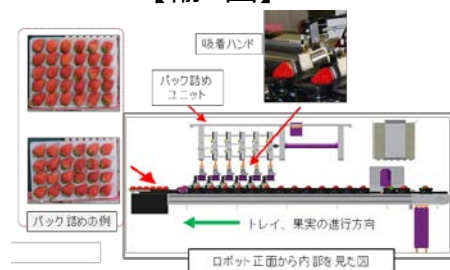 吸着ハンド
パック詰め
ユニット
パック詰めの例
トレイ、果実の進行方向
ロボット正面から内部を見た図